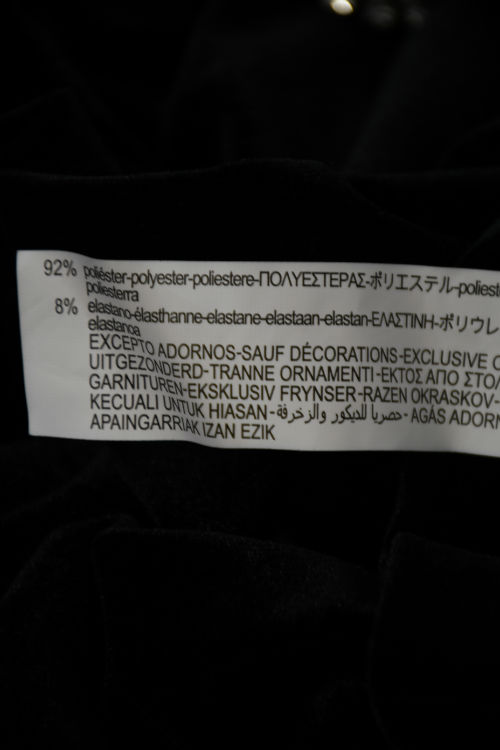 92% poliéster-polyester-poliestere-ΠΟΛΥΕΣΤΕΡΑΣ-ポリエステル-poliest
poliesterra
8% elastano-élasthanne-elastane-elastaan-elastan-ΕΛΑΣΤΙΝΗ-ポリウレ
elastanoa
EXCEPTO ADORNOS-SAUF DÉCORATIONS-EXCLUSIVE O
UITGEZONDERD-TRANNE ORNAMENTI-ΕΚΤΟΣ ΑΠΟ ΣΤΟ
GARNITUREN-EKSKLUSIV FRYNSER-RAZEN OKRASKOV-
KECUALI UNTUK HIASAN-حصريا للديكور والزخرفة-AGÁS ADORN
APAINGARRIAK IZAN EZIK